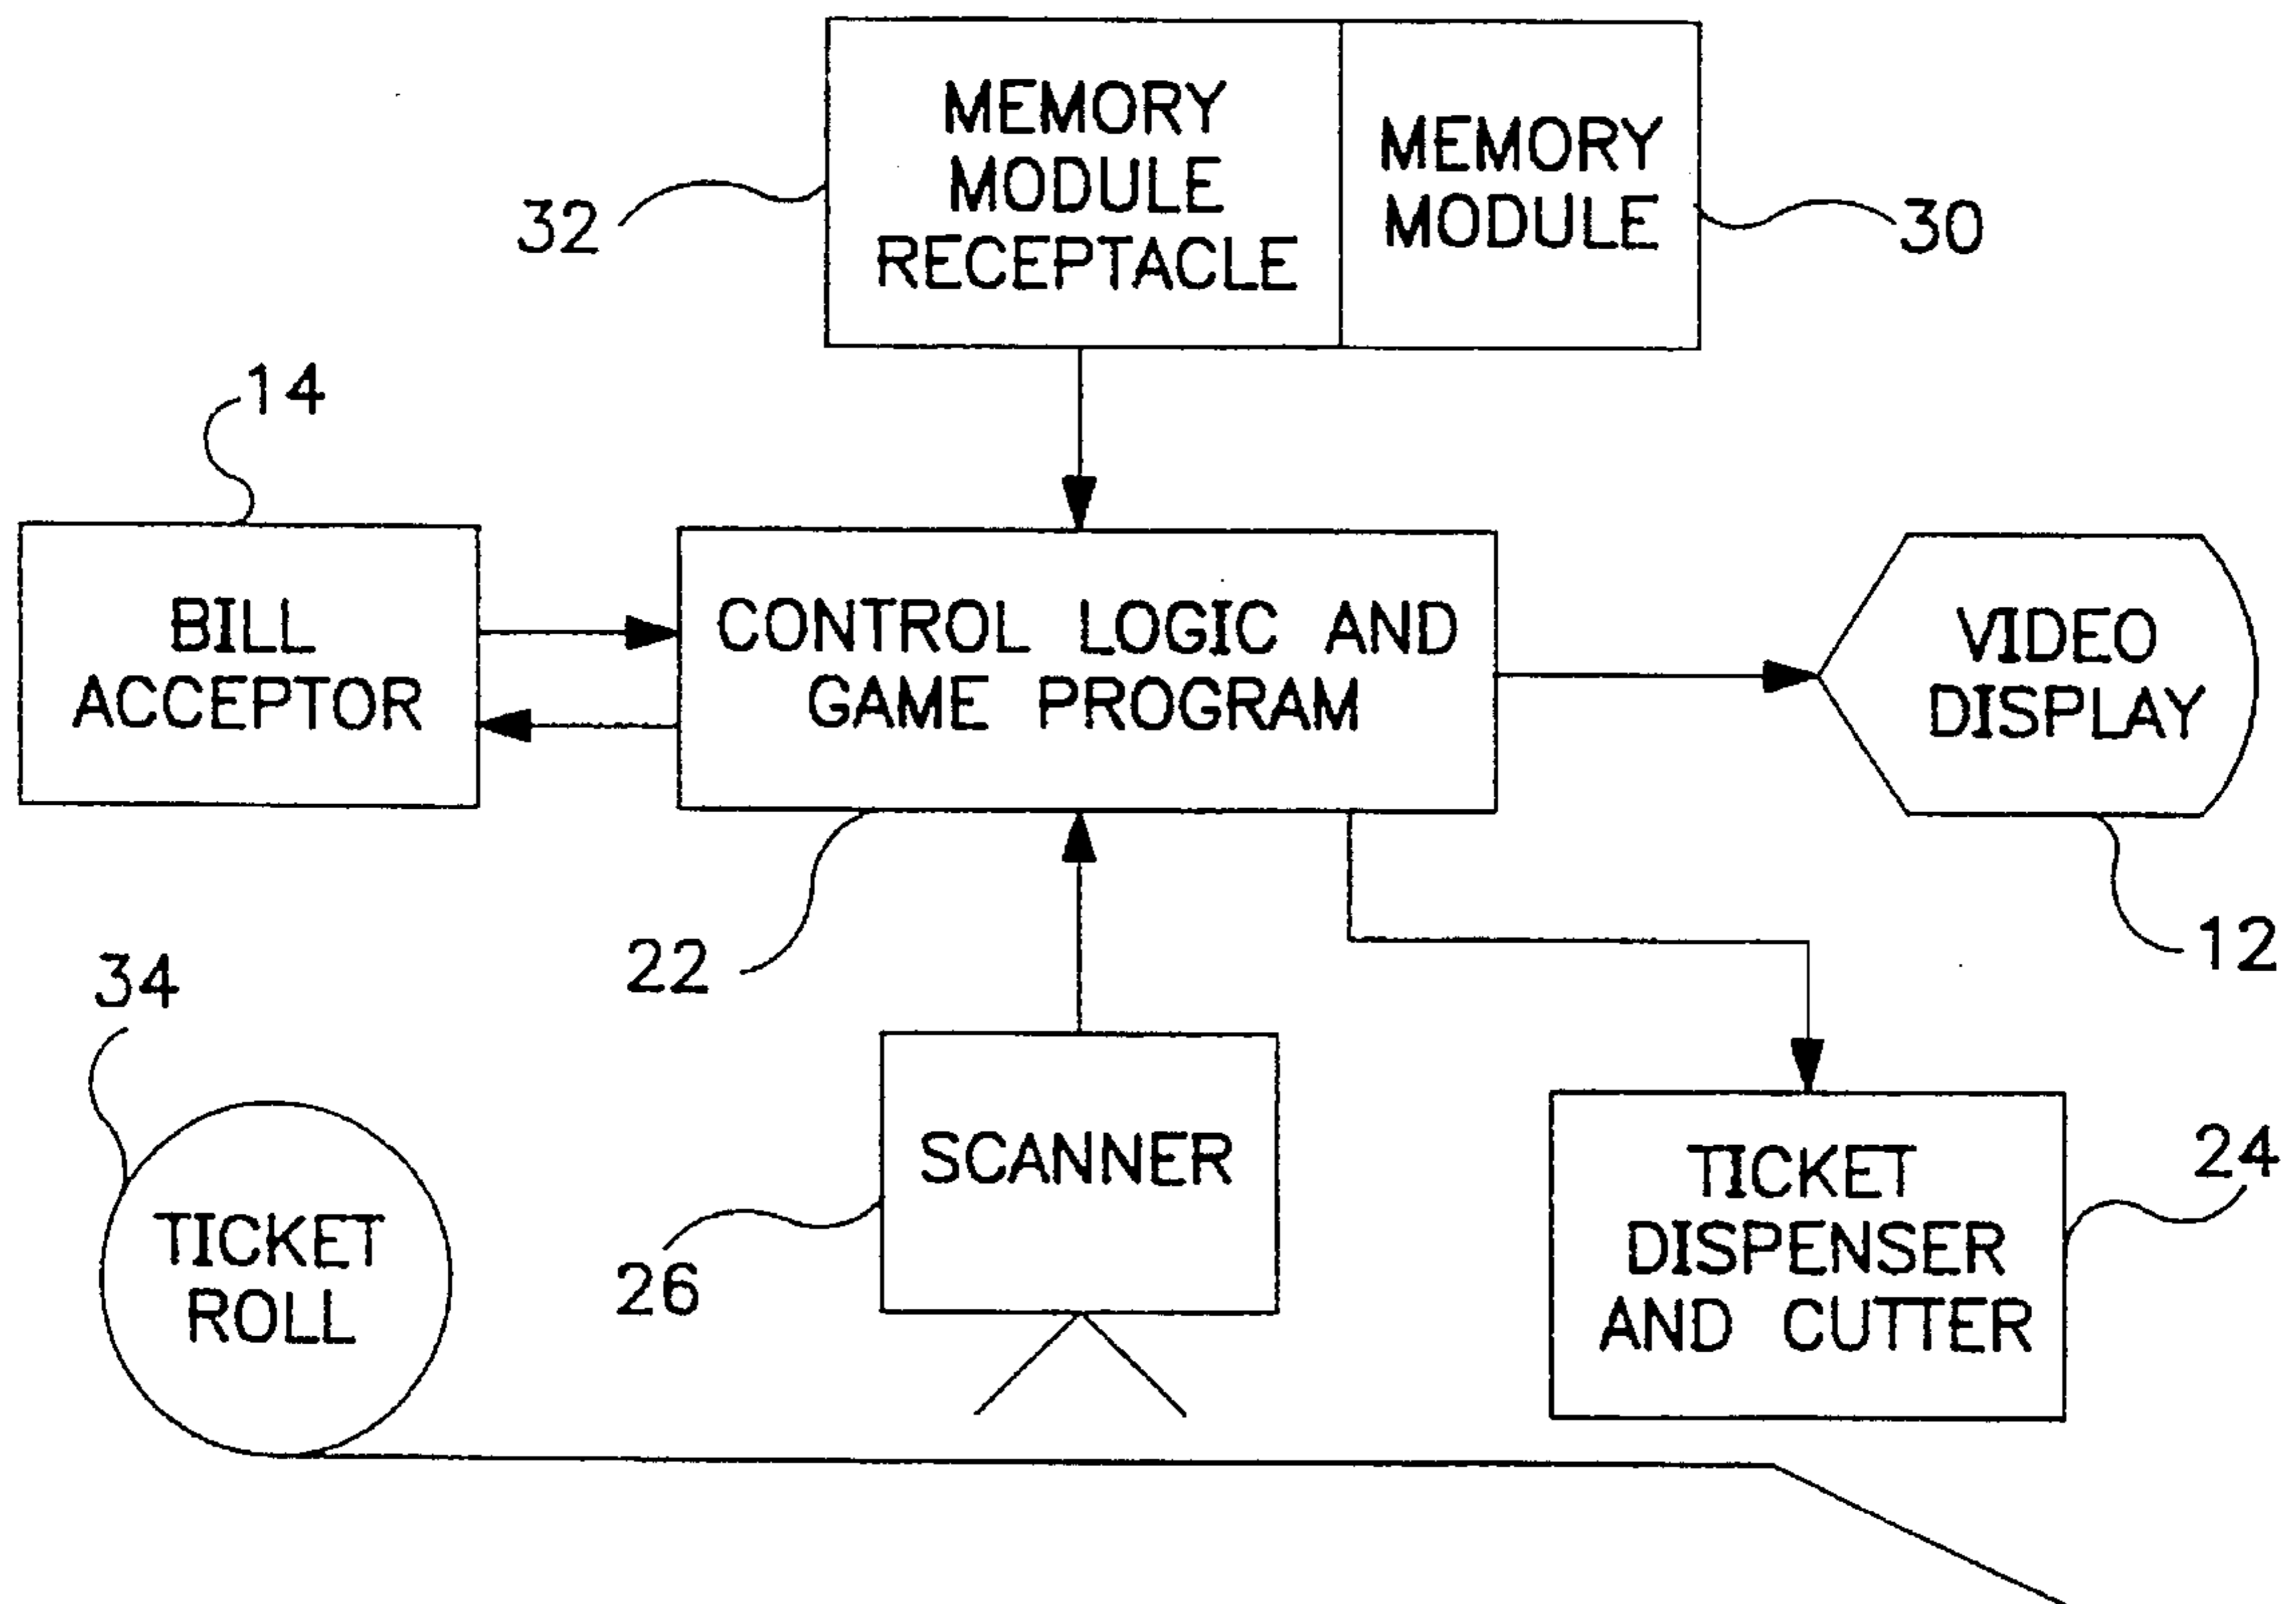 MEMORY
MODULE
RECEPTACLE
MEMORY
MODULE
32
30
14
BILL
ACCEPTOR
CONTROL LOGIC AND
GAME PROGRAM
VIDEO
DISPLAY
22
12
34
TICKET
ROLL
SCANNER
26
TICKET
DISPENSER
AND CUTTER
24